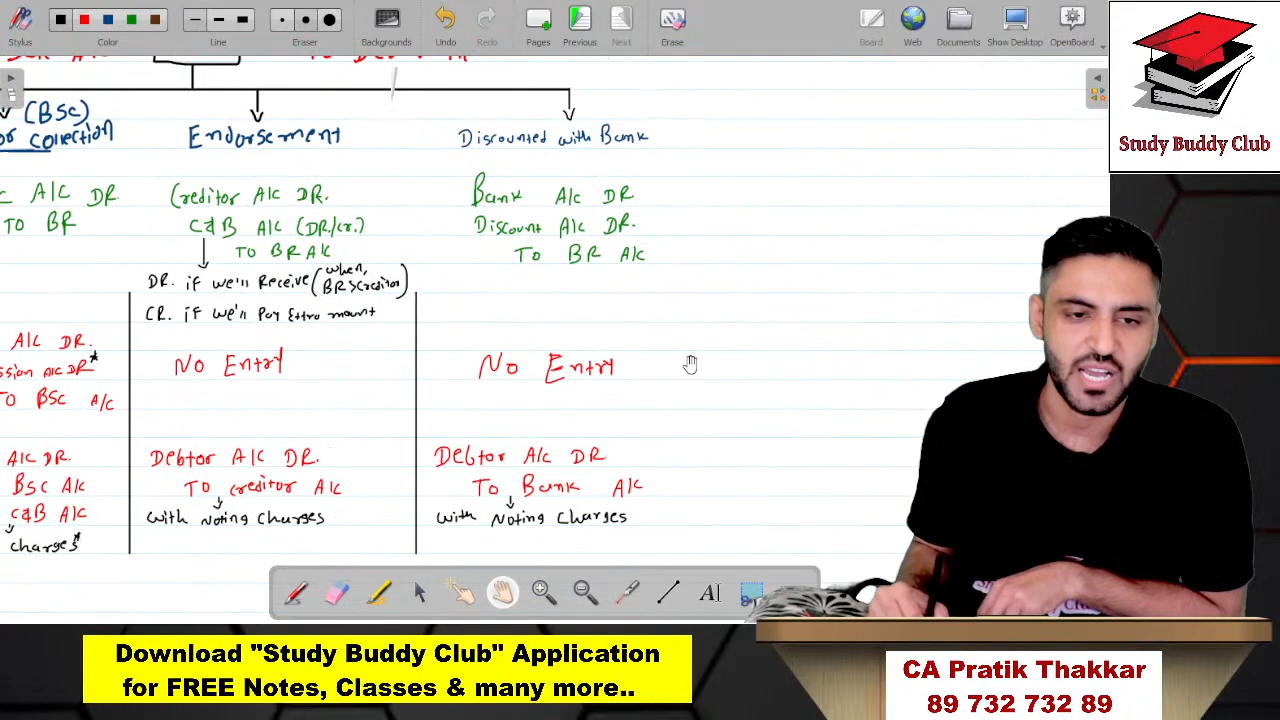 Stylus
Color
Line
Eraser
Backgrounds
Undo
Redo
Pages
Previous
Next
Erase
Board
Web
Documents
Show Desktop
OpenBoard
Study Buddy Club
(BSC)
or collection
Endorsement
Discounted with Bank
A/C DR.
TO BR
Creditor A/C DR.
C&B A/C (DR/cr.)
TO BR A/C
Bank A/C DR
Discount A/C DR.
TO BR A/C
DR. if we'll Receive (when, BR>Creditor)
CR. if we'll Pay Extra mount
A/C DR.
ssion A/C DR*
TO BSC A/C
No Entry
No Entry
A/C DR.
BSC A/C
C&B A/C
charges*
Debtor A/C DR.
TO creditor A/C
with Noting Charges
Debtor A/C DR
To Bank A/C
with Noting Charges
Download "Study Buddy Club" Application
for FREE Notes, Classes & many more..
CA Pratik Thakkar
89 732 732 89